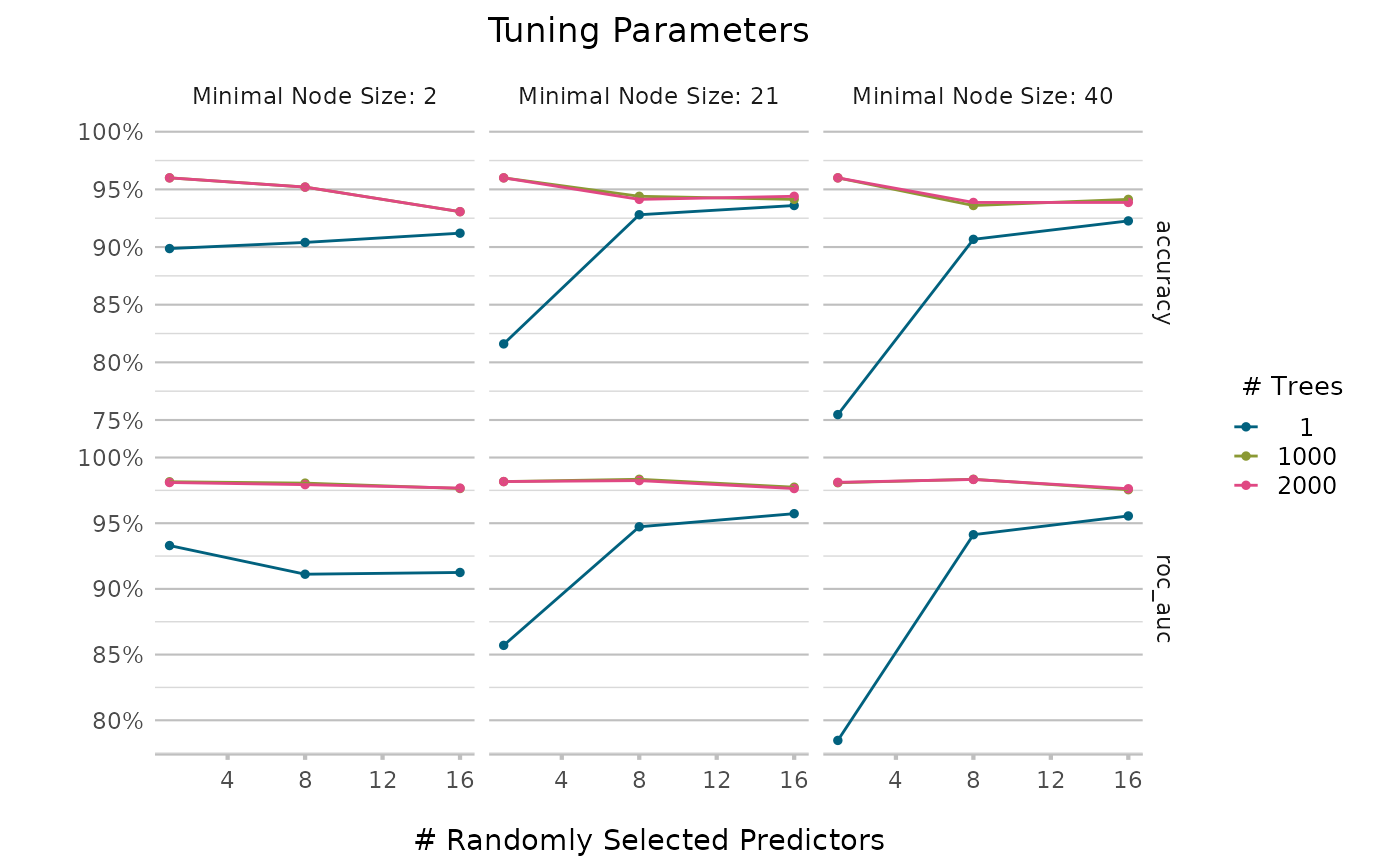 Tuning Parameters
Minimal Node Size: 2
Minimal Node Size: 21
Minimal Node Size: 40
100%
95%
90%
85%
80%
75%
accuracy
100%
95%
90%
85%
80%
roc_auc
4 8 12 16
4 8 12 16
4 8 12 16
# Randomly Selected Predictors
# Trees
1
1000
2000